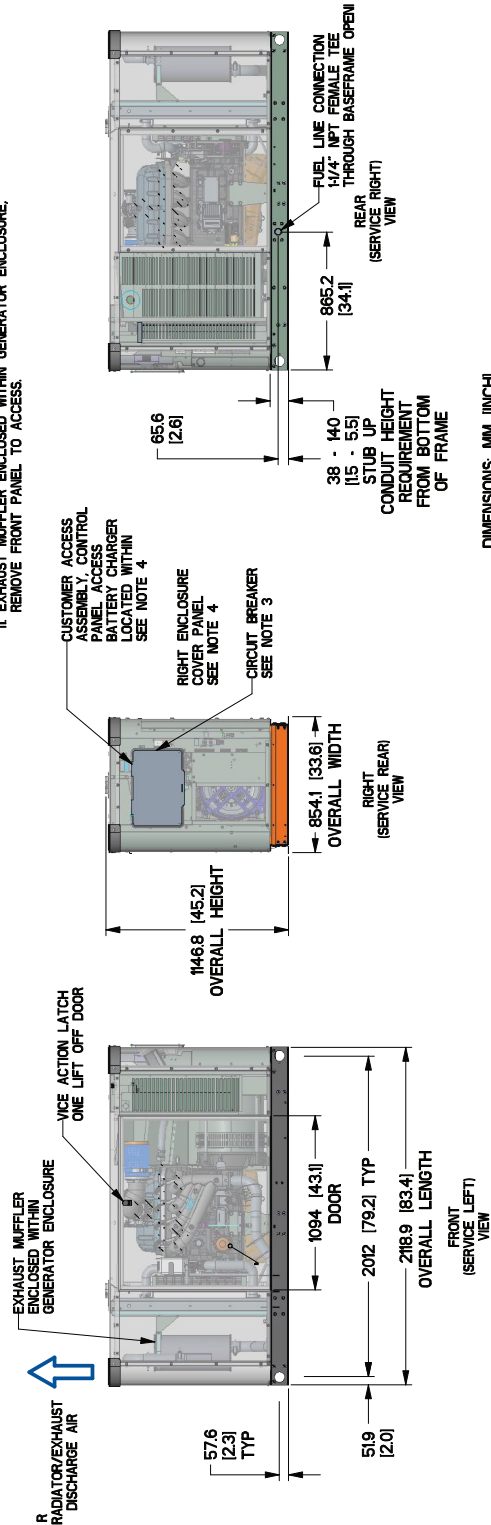 11. EXHAUST MUFFLER ENCLOSED WITHIN GENERATOR ENCLOSURE,
REMOVE FRONT PANEL TO ACCESS.
R
RADIATOR/EXHAUST
DISCHARGE AIR
EXHAUST MUFFLER
ENCLOSED WITHIN
GENERATOR ENCLOSURE
VICE ACTION LATCH
ONE LIFT OFF DOOR
57.6
[2.3]
TYP
51.9
[2.0]
1094 [43.1]
DOOR
2012 [79.2] TYP
2118.9 [83.4]
OVERALL LENGTH
FRONT
(SERVICE LEFT)
VIEW
1146.8 [45.2]
OVERALL HEIGHT
CUSTOMER ACCESS
ASSEMBLY, CONTROL
PANEL ACCESS
BATTERY CHARGER
LOCATED WITHIN
SEE NOTE 4
RIGHT ENCLOSURE
COVER PANEL
SEE NOTE 4
CIRCUIT BREAKER
SEE NOTE 3
854.1 [33.6]
OVERALL WIDTH
RIGHT
(SERVICE REAR)
VIEW
65.6
[2.6]
38 - 140
[1.5 - 5.5]
STUB UP
CONDUIT HEIGHT
REQUIREMENT
FROM BOTTOM
OF FRAME
865.2
[34.1]
FUEL LINE CONNECTION
1-1/4" NPT FEMALE TEE
THROUGH BASEFRAME OPENI
REAR
(SERVICE RIGHT)
VIEW
DIMENSIONS: MM [INCH]